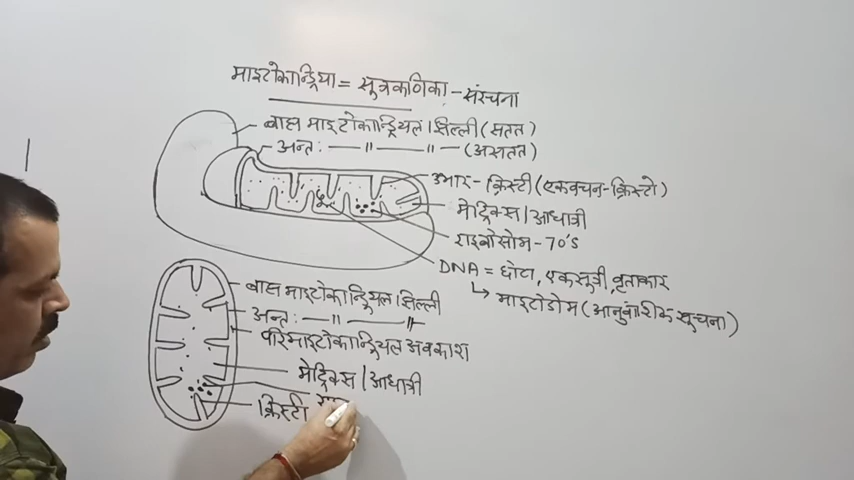 माइटोकान्ड्रिया = सूत्रकणिका - संरचना
बाह्य माइटोकान्ड्रियल झिल्ली (सतत)
अन्तः — " — " — (असतत)
उभार - क्रिस्टी (एकवचन - क्रिस्टो)
मेट्रिक्स / आधात्री
राइबोसोम - 70's
DNA = छोटा, एकसूत्री, वृताकार
↳ माइटोडोम (आनुवांशिक सूचना)
बाह्य माइटोकान्ड्रियल झिल्ली
अन्तः — " — "
परिमाइटोकान्ड्रियल अवकाश
मेट्रिक्स / आधात्री
क्रिस्टी